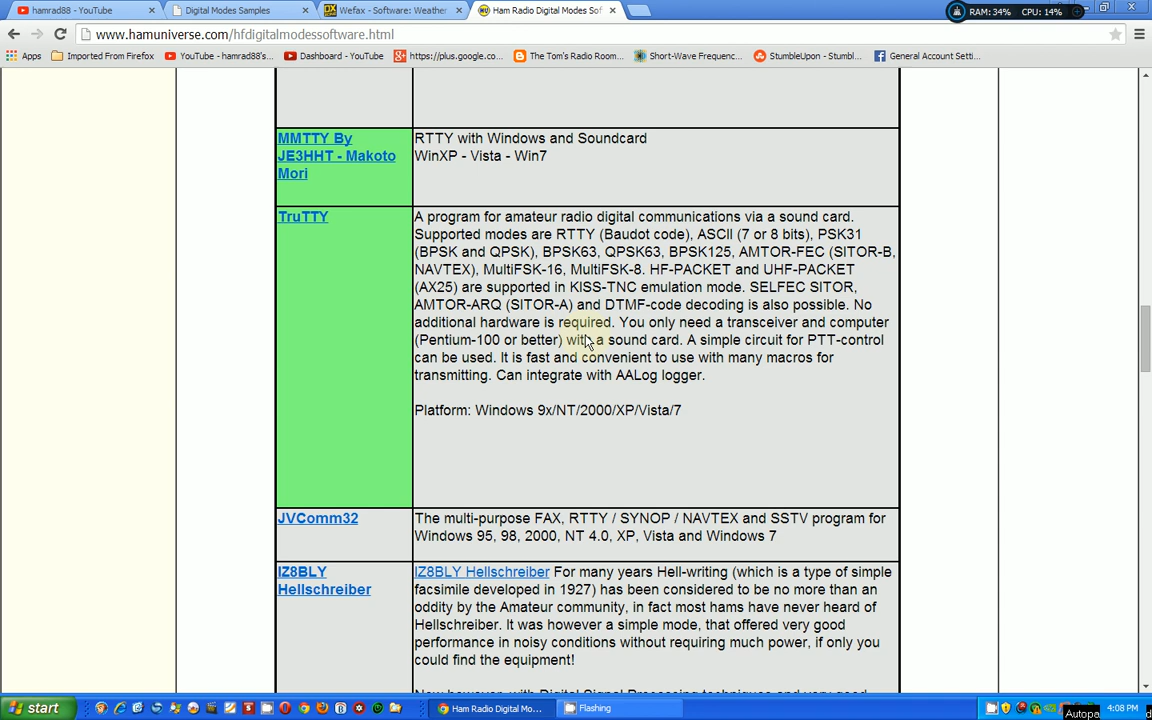 hamrad88 - YouTube
Digital Modes Samples
Wefax - Software: Weather
Ham Radio Digital Modes Sof
RAM:34% CPU: 14%
www.hamuniverse.com/hfdigitalmodessoftware.html
Apps
Imported From Firefox
YouTube - hamrad88's...
Dashboard - YouTube
https://plus.google.co...
The Tom's Radio Room...
Short-Wave Frequenc...
StumbleUpon - Stumbl...
General Account Setti...
MMTTY By
JE3HHT - Makoto
Mori
RTTY with Windows and Soundcard
WinXP - Vista - Win7
TruTTY
A program for amateur radio digital communications via a sound card.
Supported modes are RTTY (Baudot code), ASCII (7 or 8 bits), PSK31
(BPSK and QPSK), BPSK63, QPSK63, BPSK125, AMTOR-FEC (SITOR-B,
NAVTEX), MultiFSK-16, MultiFSK-8. HF-PACKET and UHF-PACKET
(AX25) are supported in KISS-TNC emulation mode. SELFEC SITOR,
AMTOR-ARQ (SITOR-A) and DTMF-code decoding is also possible. No
additional hardware is required. You only need a transceiver and computer
(Pentium-100 or better) with a sound card. A simple circuit for PTT-control
can be used. It is fast and convenient to use with many macros for
transmitting. Can integrate with AALog logger.
Platform: Windows 9x/NT/2000/XP/Vista/7
JVComm32
The multi-purpose FAX, RTTY / SYNOP / NAVTEX and SSTV program for
Windows 95, 98, 2000, NT 4.0, XP, Vista and Windows 7
IZ8BLY
Hellschreiber
IZ8BLY Hellschreiber For many years Hell-writing (which is a type of simple
facsimile developed in 1927) has been considered to be no more than an
oddity by the Amateur community, in fact most hams have never heard of
Hellschreiber. It was however a simple mode, that offered very good
performance in noisy conditions without requiring much power, if only you
could find the equipment!
Now however, with Digital Signal Processing techniques and very good
start
Ham Radio Digital Mo...
Flashing
4:08 PM
Autopa